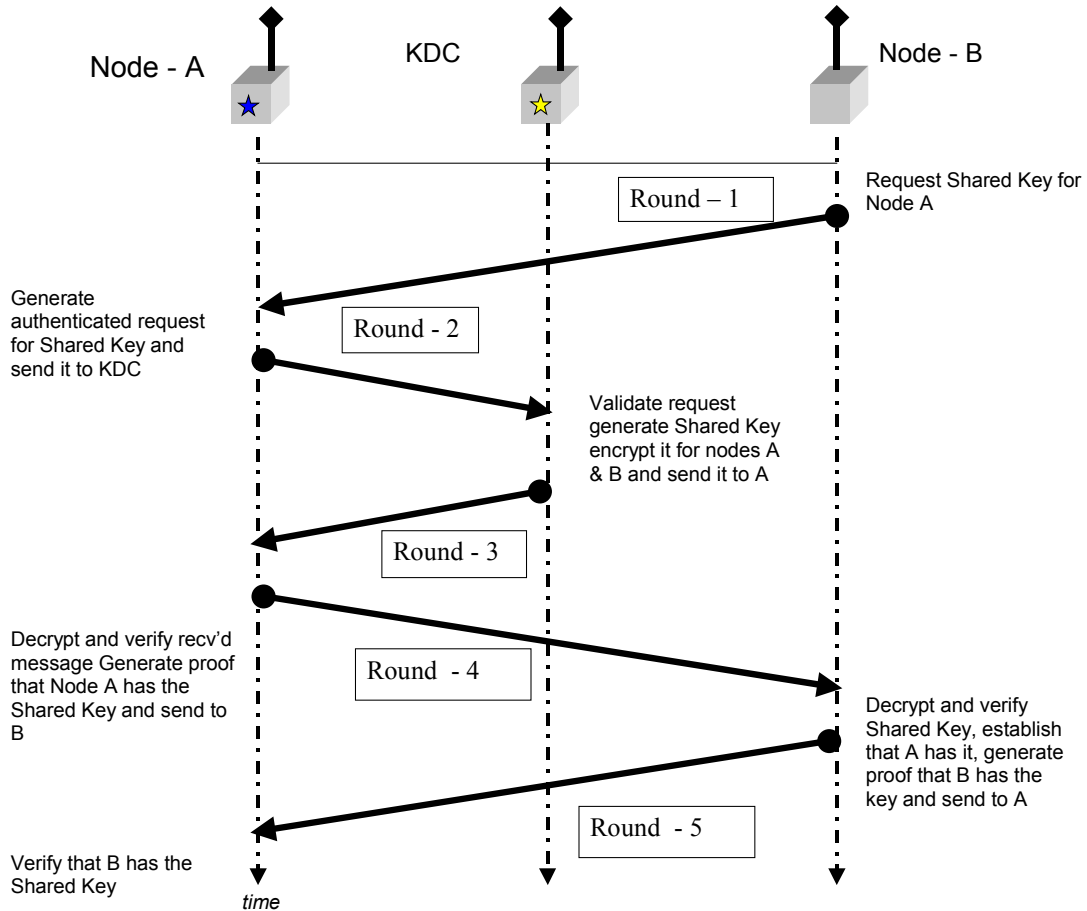 Node - A
KDC
Node - B
Round – 1
Request Shared Key for
Node A
Generate
authenticated request
for Shared Key and
send it to KDC
Round - 2
Validate request
generate Shared Key
encrypt it for nodes A
& B and send it to A
Round - 3
Decrypt and verify recv'd
message Generate proof
that Node A has the
Shared Key and send to
B
Round - 4
Decrypt and verify
Shared Key, establish
that A has it, generate
proof that B has the
key and send to A
Round - 5
Verify that B has the
Shared Key
time